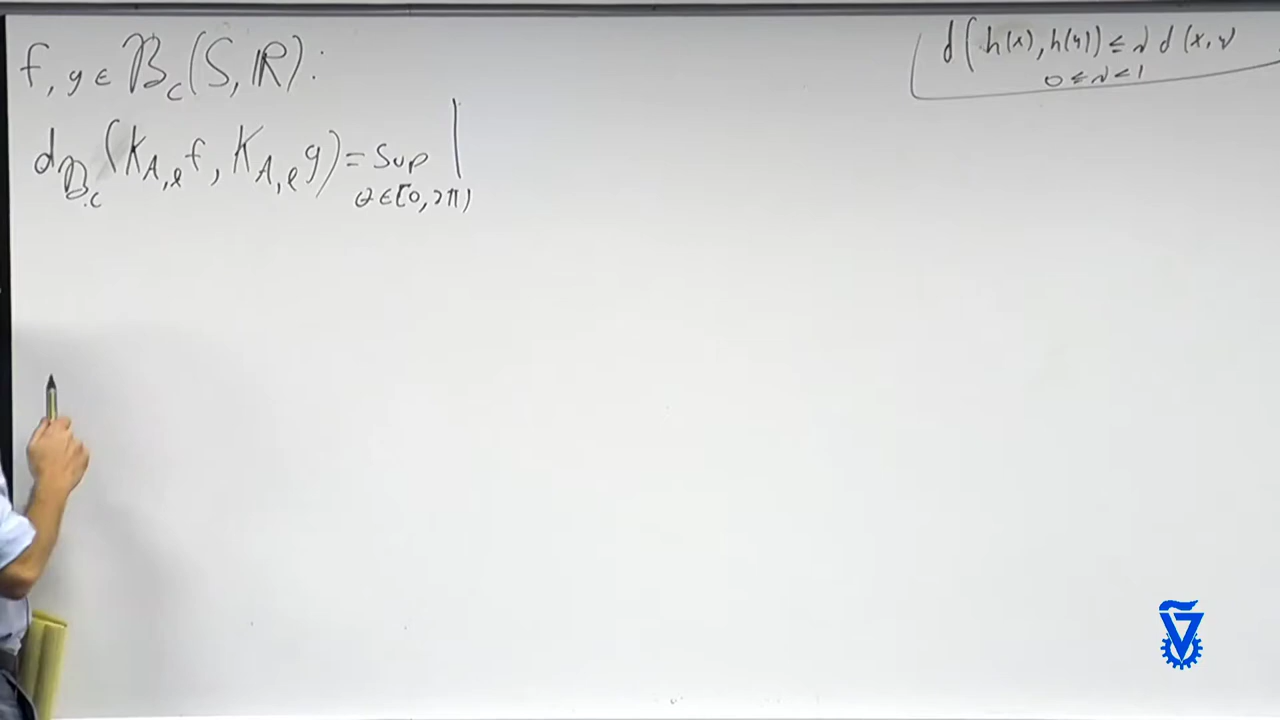 f, g ∈ B_c(S, ℝ):
d_{B_c}(K_{A,ℓ}f, K_{A,ℓ}g) = Sup_{θ∈[0,2π)} |
d(h(x), h(y)) ≤ ν d(x, y)
0 ≤ ν < 1